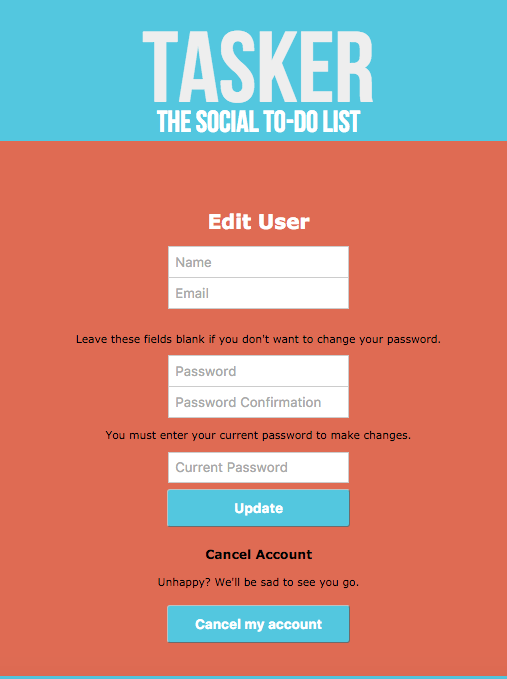 TASKER
THE SOCIAL TO-DO LIST
Edit User
Name
Email
Leave these fields blank if you don't want to change your password.
Password
Password Confirmation
You must enter your current password to make changes.
Current Password
Update
Cancel Account
Unhappy? We'll be sad to see you go.
Cancel my account